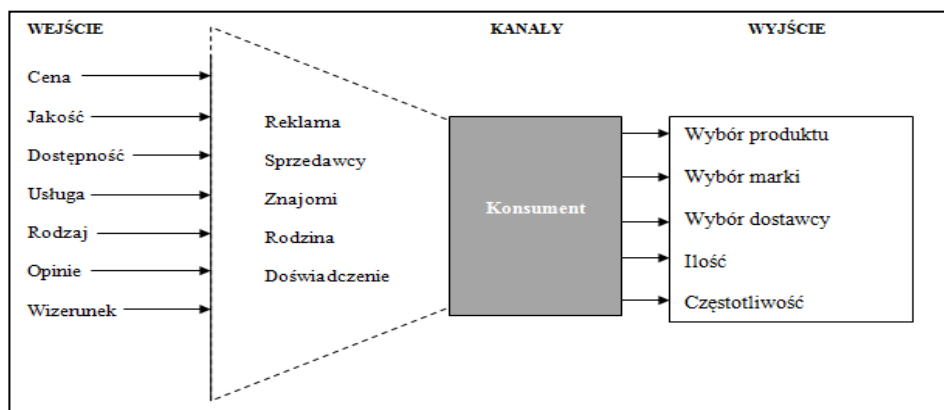 WEJŚCIE
KANAŁY
WYJŚCIE
Cena
Jakość
Dostępność
Usługa
Rodzaj
Opinie
Wizerunek
Reklama
Sprzedawcy
Znajomi
Rodzina
Doświadczenie
Konsument
Wybór produktu
Wybór marki
Wybór dostawcy
Ilość
Częstotliwość